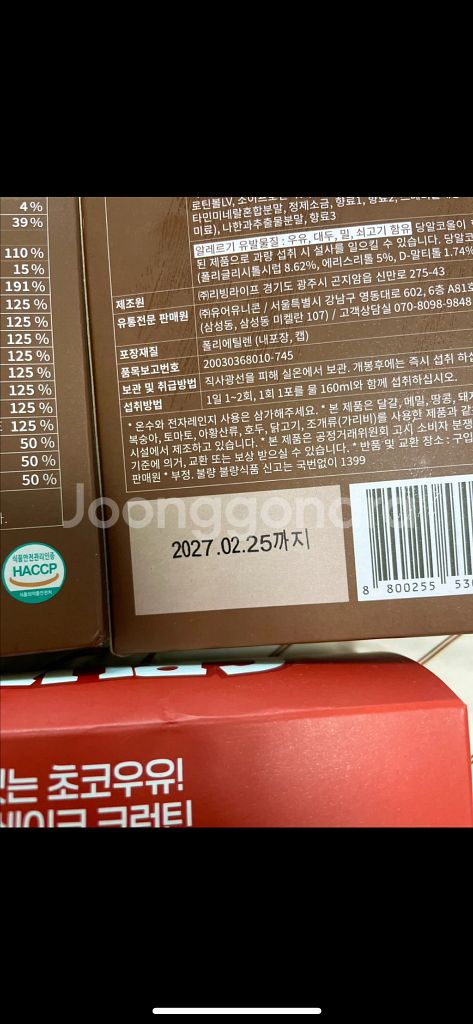 4%
39%
110%
15%
191%
125%
125%
125%
125%
125%
125%
125%
125%
50%
50%
50%
식품안전관리인증
HACCP
식품의약품안전처
타민미네랄혼합분말, 정제소금, 향료1, 향료2,
미료), 나한과추출물분말, 향료3
알레르기 유발물질 : 우유, 대두, 밀, 쇠고기 함유 당알코올이
된 제품으로 과량 섭취 시 설사를 일으킬 수 있습니다. 당알코
(폴리글리시톨시럽 8.62%, 에리스리톨 5%, D-말티톨 1.74%
제조원 ㈜리빙라이프 경기도 광주시 곤지암읍 신만로 275-43
유통전문 판매원 ㈜유어유니콘 / 서울특별시 강남구 영동대로 602, 6층 A81호
(삼성동, 삼성동 미켈란 107) / 고객상담실 070-8098-9848
포장재질 폴리에틸렌 (내포장, 캡)
품목보고번호 20030368010-745
보관 및 취급방법 직사광선을 피해 실온에서 보관. 개봉후에는 즉시 섭취 하
섭취방법 1일 1~2회, 1회 1포를 물 160ml와 함께 섭취하십시오.
* 온수와 전자레인지 사용은 삼가해주세요. * 본 제품은 달걀, 메밀, 땅콩, 돼
복숭아, 토마토, 아황산류, 호두, 닭고기, 조개류(가리비)를 사용한 제품과 같
시설에서 제조하고 있습니다. * 본 제품은 공정거래위원회 고시 소비자 분쟁
기준에 의거, 교환 또는 보상 받으실 수 있습니다. * 반품 및 교환 장소 : 구인
판매원 * 부정, 불량 불량식품 신고는 국번없이 1399
Joonggonara
2027.02.25까지
8 800255 530
는 초코우유!